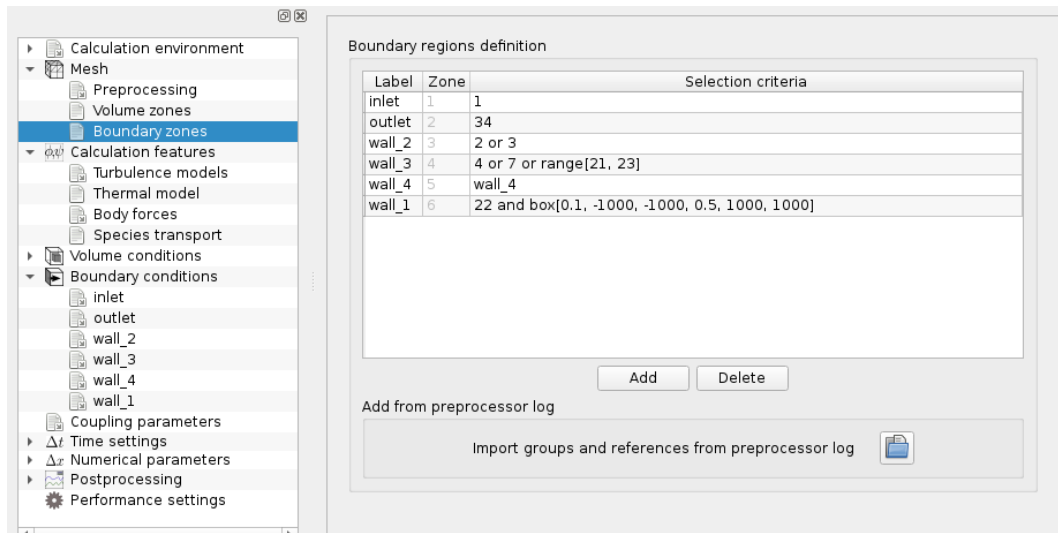 Calculation environment
Mesh
Preprocessing
Volume zones
Boundary zones
Calculation features
Turbulence models
Thermal model
Body forces
Species transport
Volume conditions
Boundary conditions
inlet
outlet
wall_2
wall_3
wall_4
wall_1
Coupling parameters
Δt Time settings
Δx Numerical parameters
Postprocessing
Performance settings
Boundary regions definition
Label Zone Selection criteria
inlet 1 1
outlet 2 34
wall_2 3 2 or 3
wall_3 4 4 or 7 or range[21, 23]
wall_4 5 wall_4
wall_1 6 22 and box[0.1, -1000, -1000, 0.5, 1000, 1000]
Add Delete
Add from preprocessor log
Import groups and references from preprocessor log